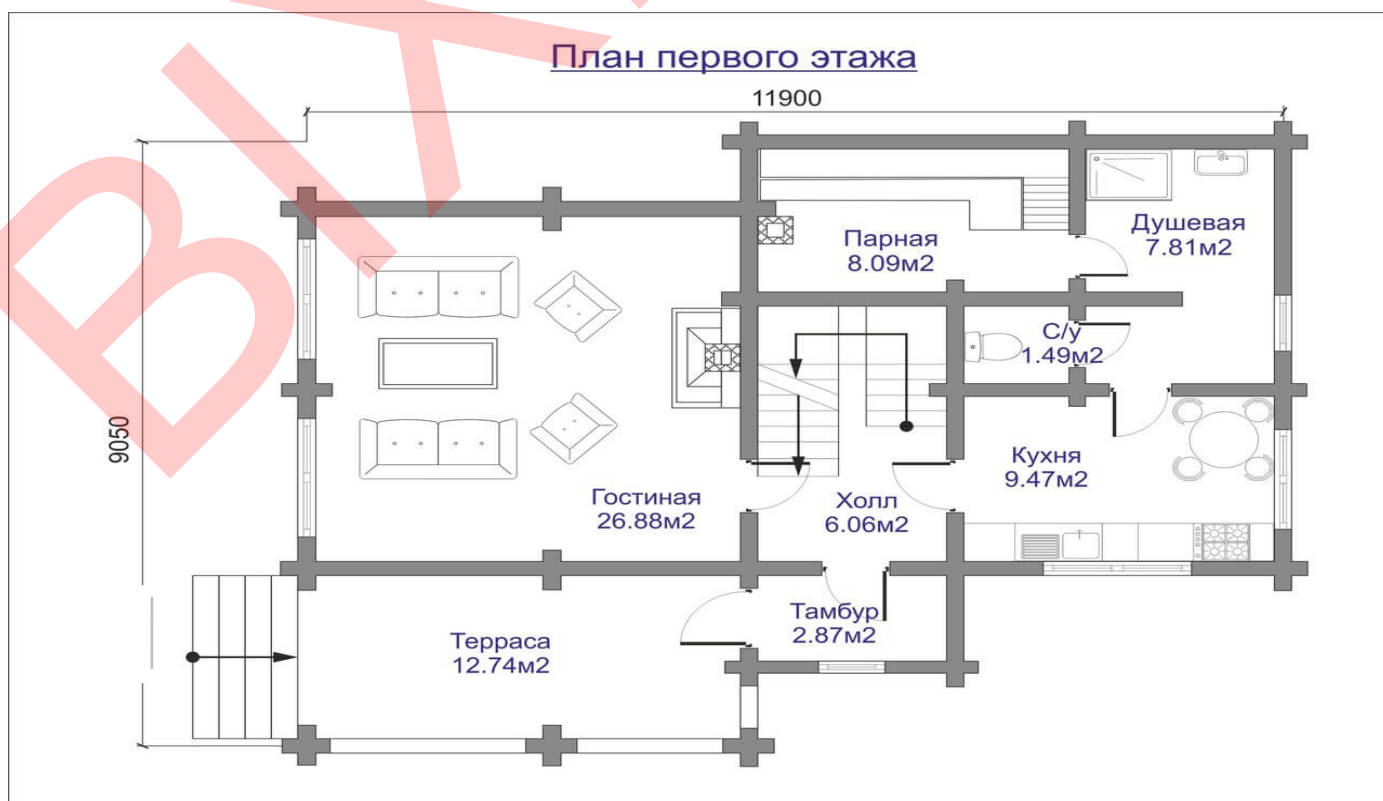 План первого этажа
11900
9050
Парная
8.09м2
Душевая
7.81м2
С/у
1.49м2
Гостиная
26.88м2
Холл
6.06м2
Кухня
9.47м2
Тамбур
2.87м2
Терраса
12.74м2